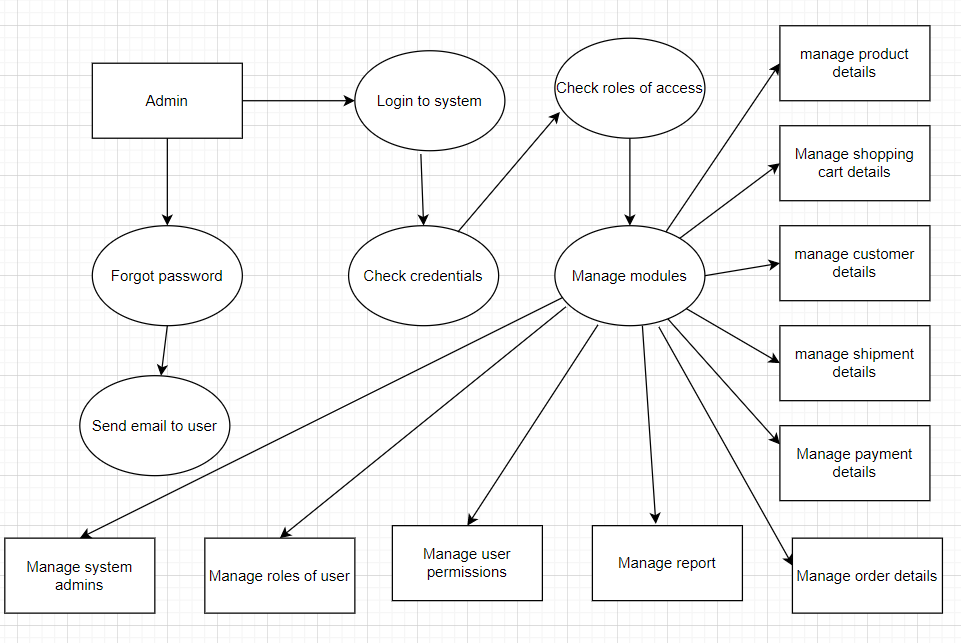 manage product
details
Admin
Login to system
Check roles of access
Manage shopping
cart details
Forgot password
Check credentials
Manage modules
manage customer
details
manage shipment
details
Send email to user
Manage payment
details
Manage system
admins
Manage roles of user
Manage user
permissions
Manage report
Manage order details